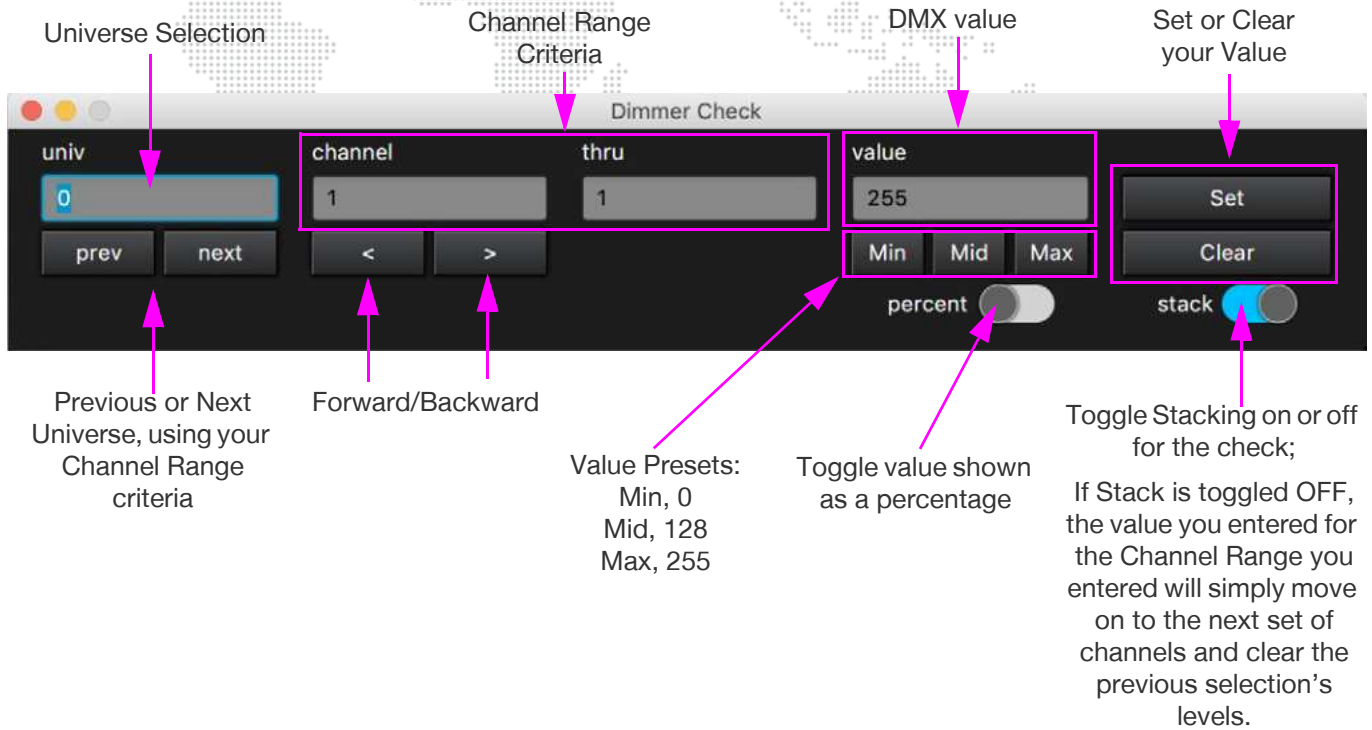 Universe Selection
Channel Range
Criteria
DMX value
Set or Clear
your Value
Dimmer Check
univ
channel
thru
value
0
1
1
255
Set
prev
next
<
>
Min
Mid
Max
Clear
percent
stack
Previous or Next
Universe, using your
Channel Range
criteria
Forward/Backward
Value Presets:
Min, 0
Mid, 128
Max, 255
Toggle value shown
as a percentage
Toggle Stacking on or off
for the check;
If Stack is toggled OFF,
the value you entered for
the Channel Range you
entered will simply move
on to the next set of
channels and clear the
previous selection’s
levels.